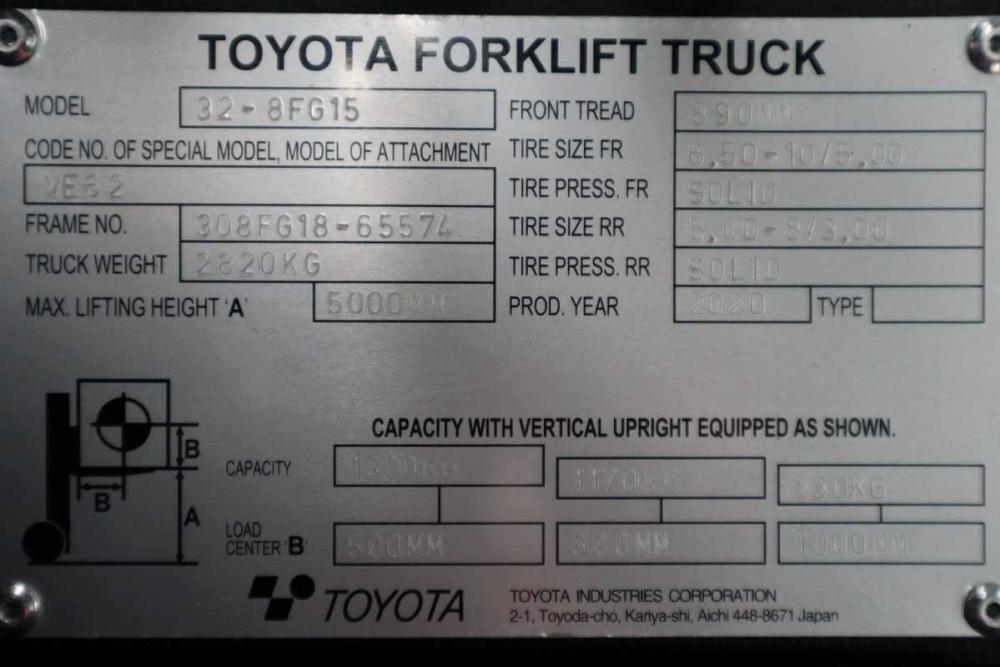 TOYOTA FORKLIFT TRUCK
MODEL 32-8FG15
CODE NO. OF SPECIAL MODEL, MODEL OF ATTACHMENT
VE62
FRAME NO. 308FG18-65574
TRUCK WEIGHT 2820KG
MAX. LIFTING HEIGHT 'A' 5000MM
FRONT TREAD 890MM
TIRE SIZE FR 6,50-10/5,00
TIRE PRESS. FR SOLID
TIRE SIZE RR 5,00-8/3,00
TIRE PRESS. RR SOLID
PROD. YEAR 2020 TYPE
CAPACITY WITH VERTICAL UPRIGHT EQUIPPED AS SHOWN.
CAPACITY 1300KG 1170KG
LOAD
CENTER 'B' 500MM 600MM 1000MM
B
B
A
TOYOTA
TOYOTA INDUSTRIES CORPORATION
2-1, Toyoda-cho, Kariya-shi, Aichi 448-8671 Japan